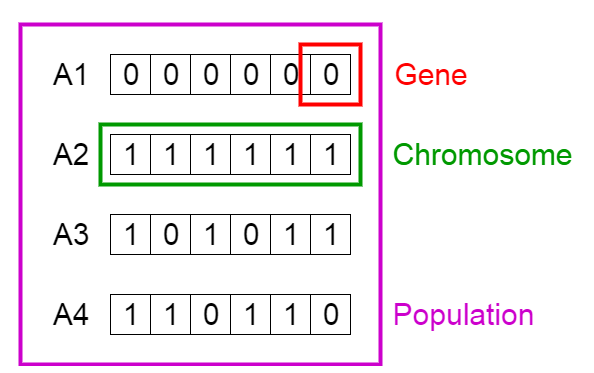 A1 0 0 0 0 0 0 Gene
A2 1 1 1 1 1 1 Chromosome
A3 1 0 1 0 1 1
A4 1 1 0 1 1 0 Population